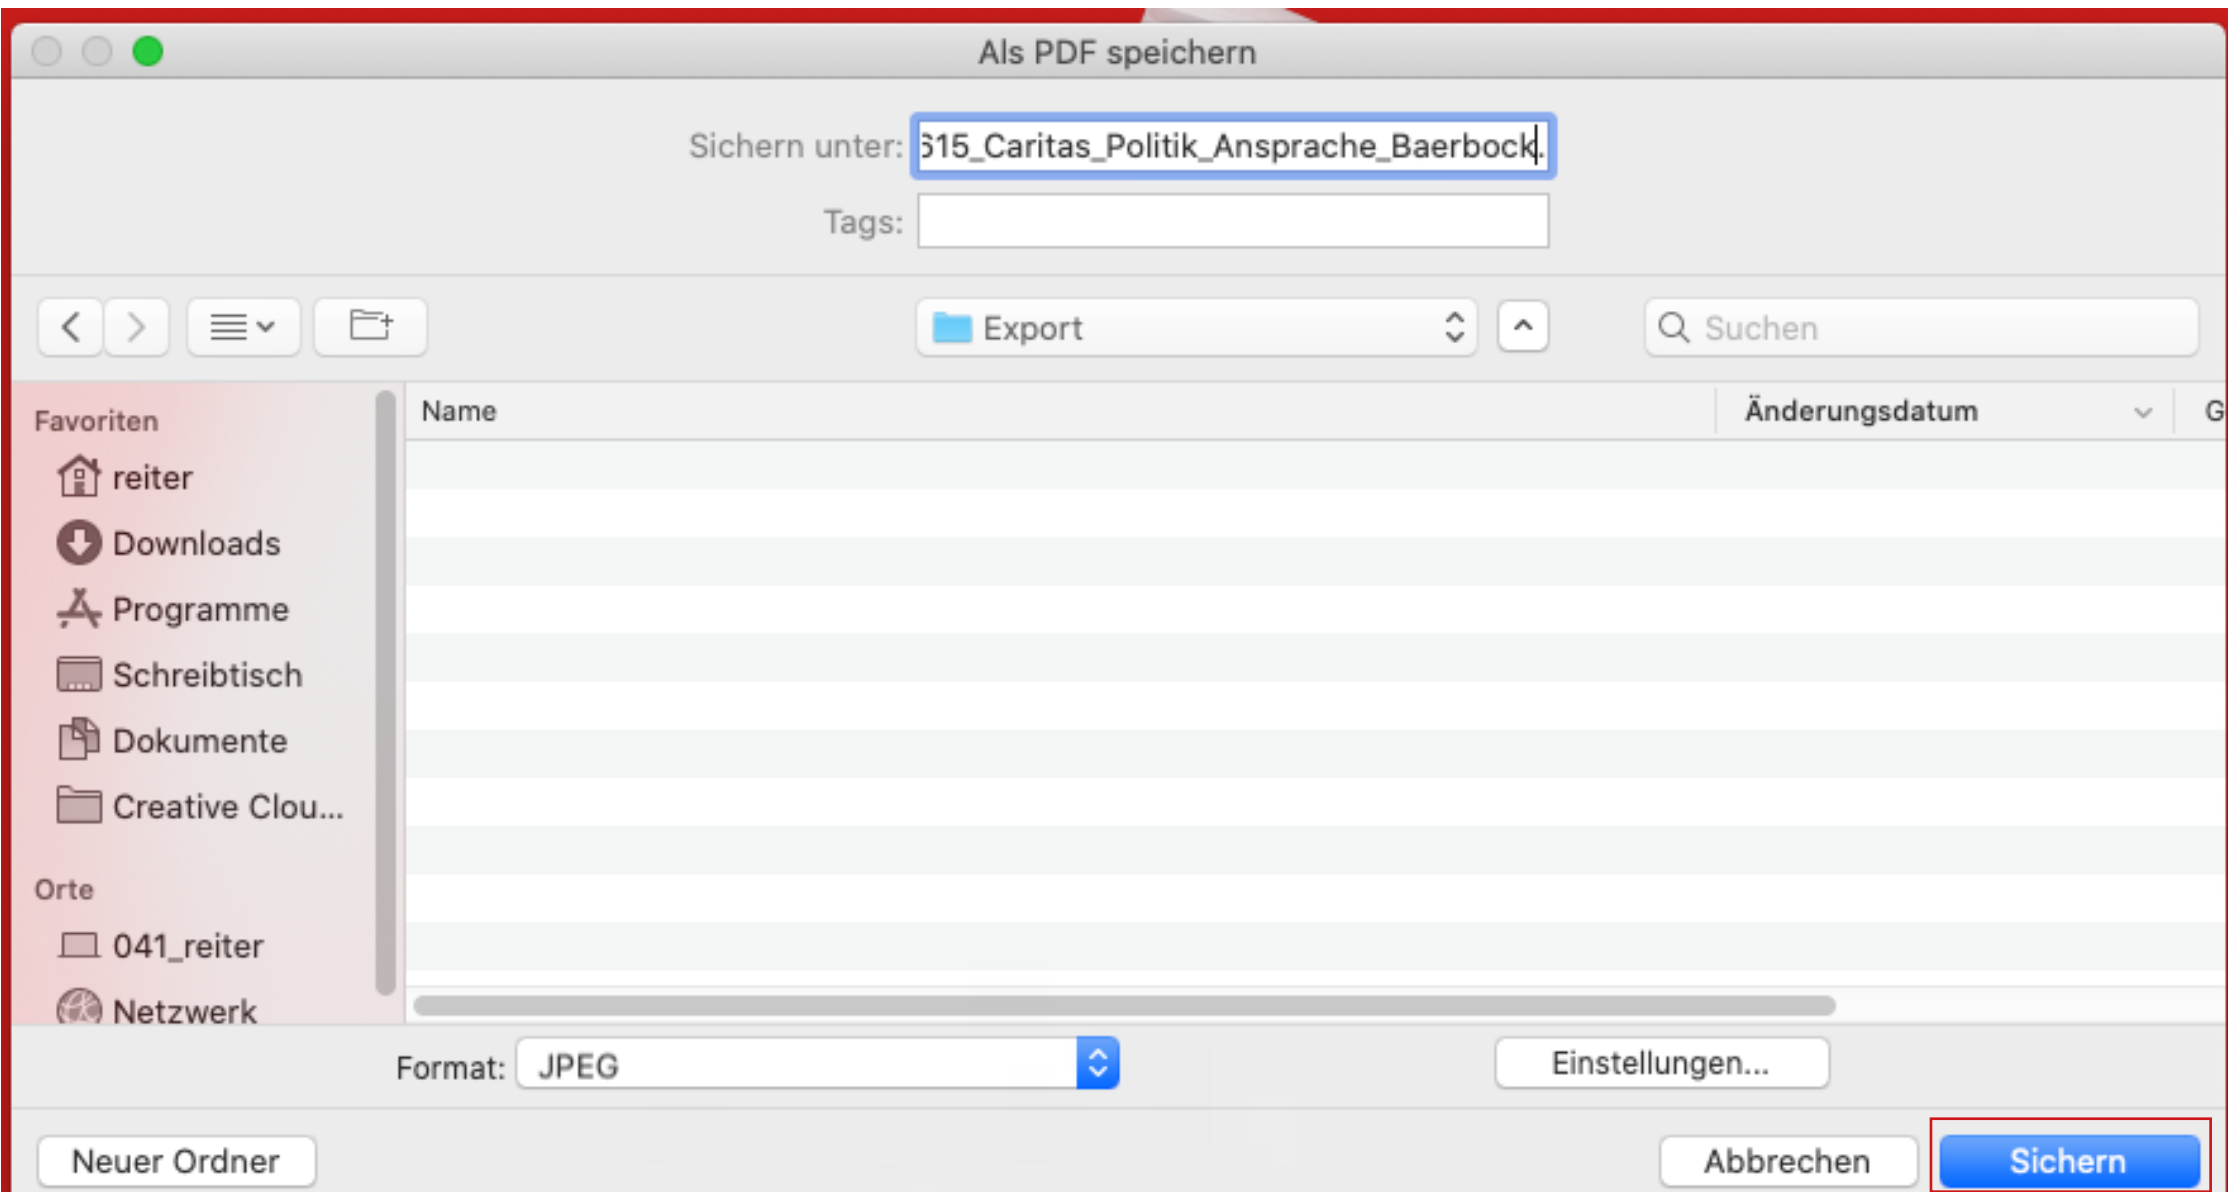 Als PDF speichern
Sichern unter: 615_Caritas_Politik_Ansprache_Baerbock.
Tags:
Export
Suchen
Favoriten
Name
Änderungsdatum
G
reiter
Downloads
Programme
Schreibtisch
Dokumente
Creative Clou...
Orte
041_reiter
Netzwerk
Format: JPEG
Einstellungen...
Neuer Ordner
Abbrechen
Sichern